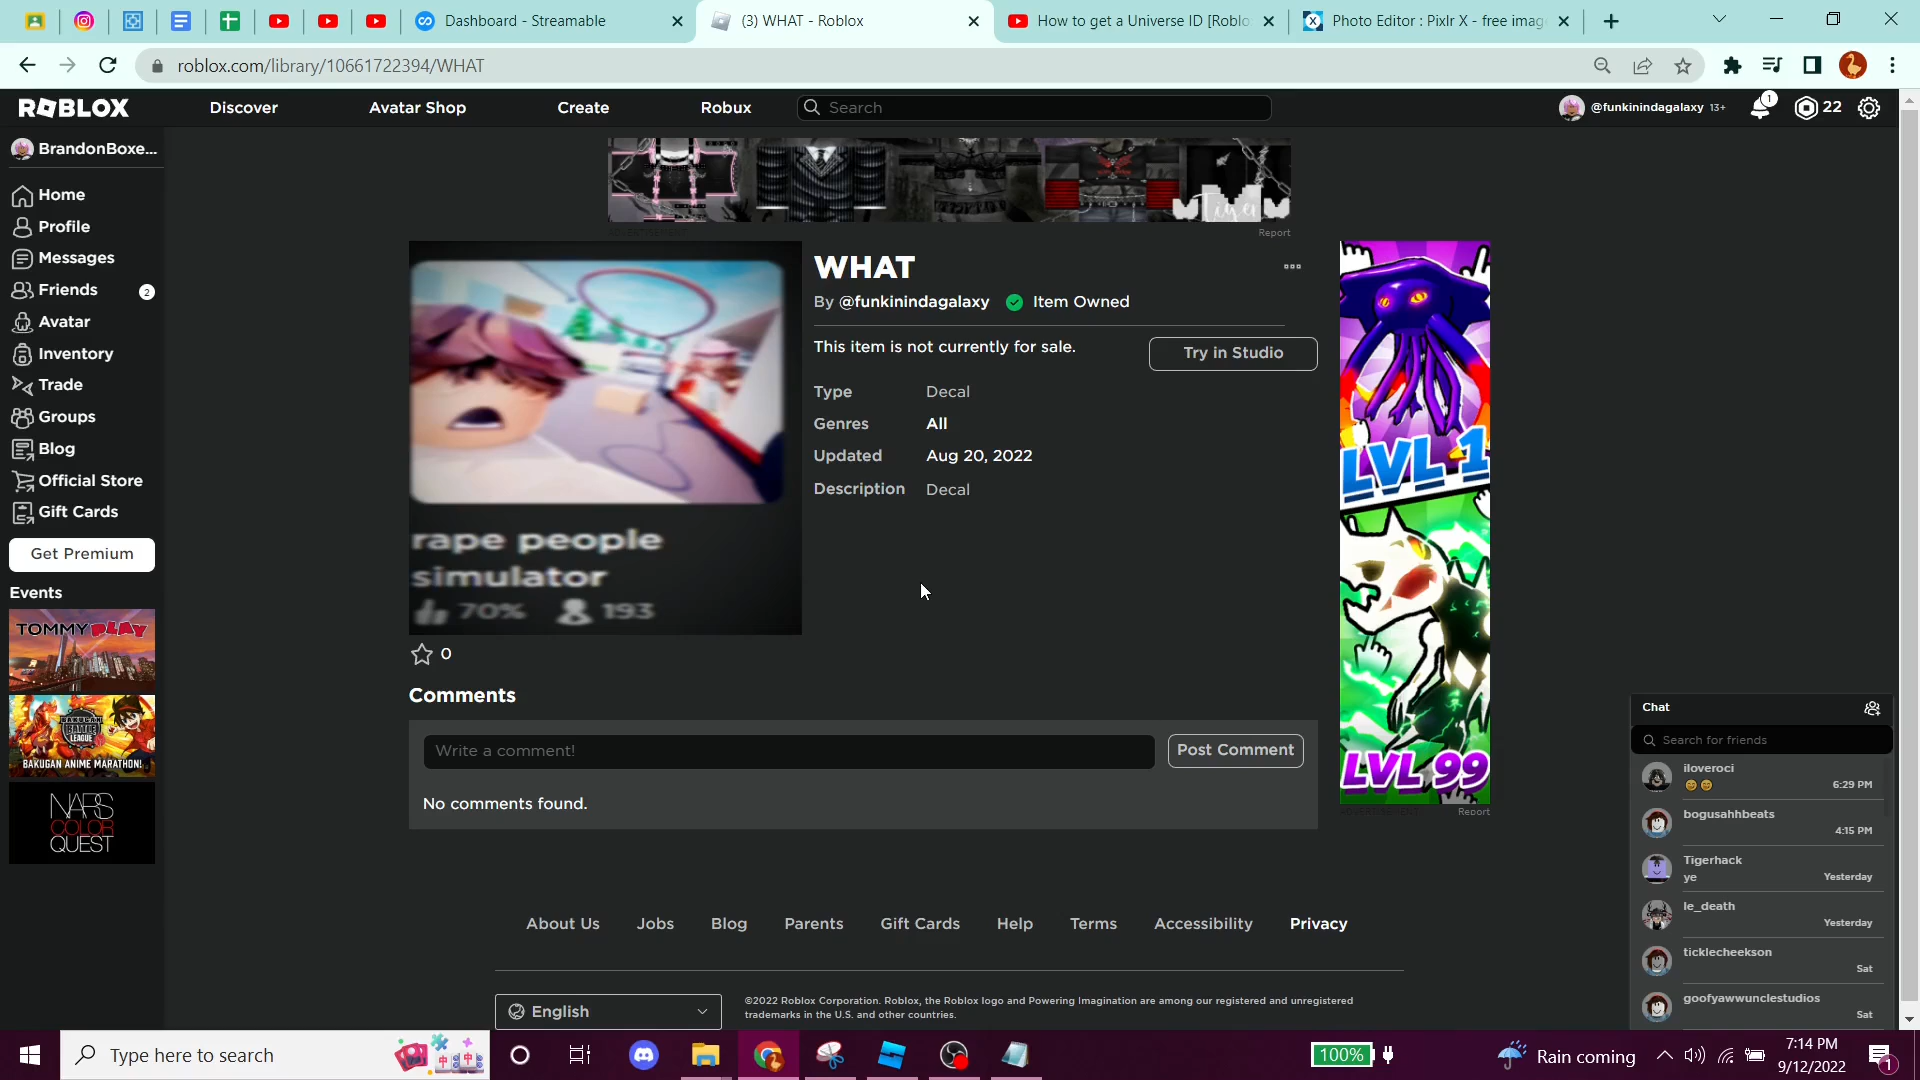 Dashboard - Streamable
(3) WHAT - Roblox
How to get a Universe ID [Roblo
Photo Editor : Pixlr X - free imag
roblox.com/library/10661722394/WHAT
ROBLOX
Discover
Avatar Shop
Create
Robux
Search
@funkinindagalaxy 13+
1
22
BrandonBoxe...
Home
Profile
Messages
Friends
2
Avatar
Inventory
Trade
Groups
Blog
Official Store
Gift Cards
Get Premium
Events
TOMMY PLAY
BAKUGAN
BATTLE
LEAGUE
BAKUGAN ANIME MARATHON!
NARS
COLOR
QUEST
Tiger
ADVERTISEMENT
Report
rape people
simulator
70% 193
0
WHAT
By @funkinindagalaxy Item Owned
This item is not currently for sale.
Try in Studio
Type Decal
Genres All
Updated Aug 20, 2022
Description Decal
LVL 1
LVL 99
ADVERTISEMENT
Report
Comments
Write a comment!
Post Comment
No comments found.
Chat
Search for friends
iloveroci
6:29 PM
bogusahhbeats
4:15 PM
Tigerhack
ye
Yesterday
le_death
Yesterday
ticklecheekson
Sat
goofyawwunclestudios
Sat
About Us
Jobs
Blog
Parents
Gift Cards
Help
Terms
Accessibility
Privacy
English
©2022 Roblox Corporation. Roblox, the Roblox logo and Powering Imagination are among our registered and unregistered
trademarks in the U.S. and other countries.
Type here to search
100%
Rain coming
7:14 PM
9/12/2022
1